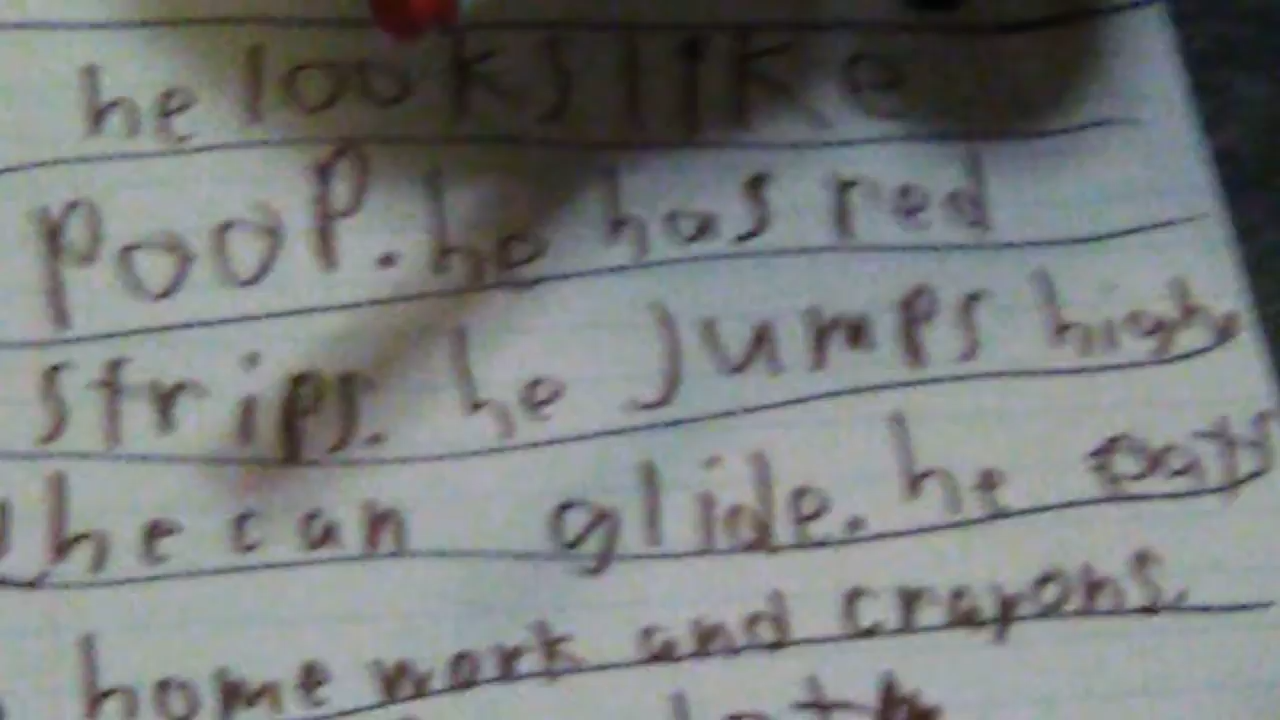 he looks like
Poop. he has red
strips. he Jumps high
he can glide. he eats
home work and crayons.